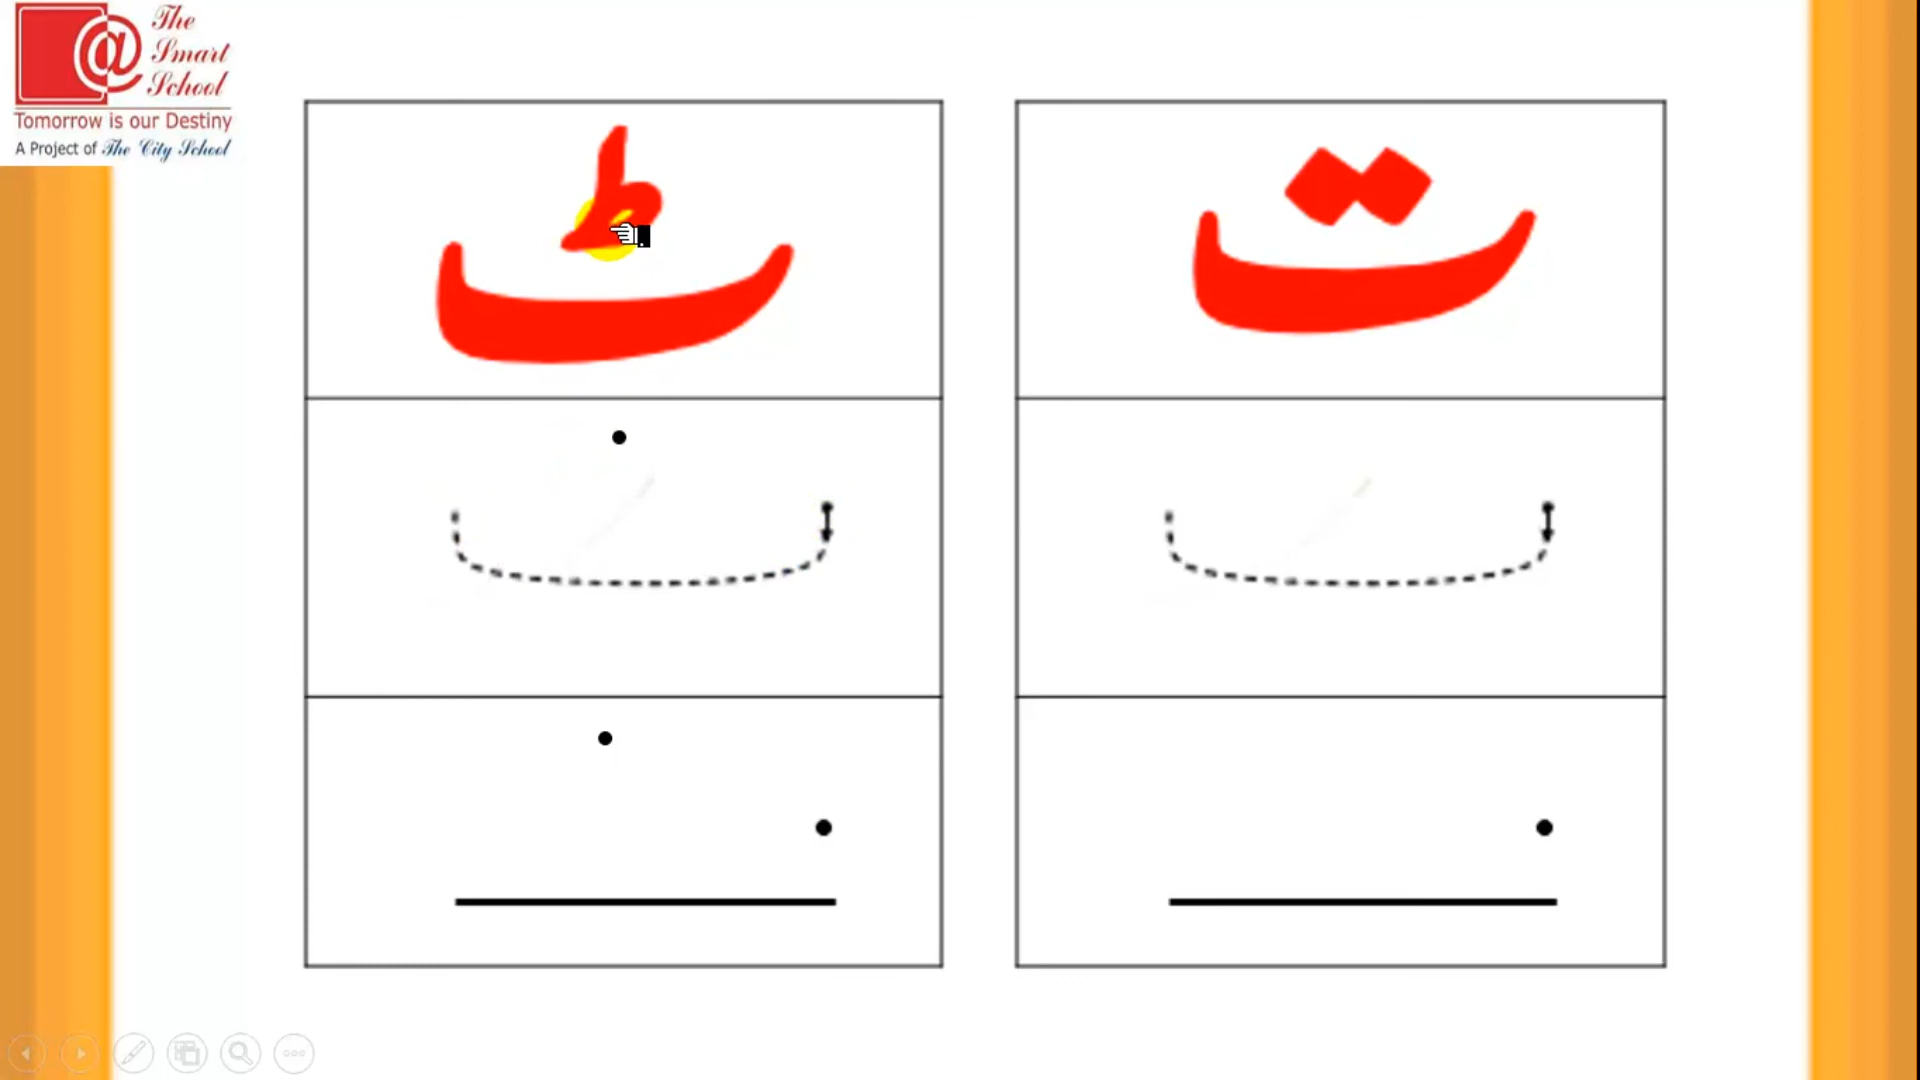 The
Smart
School
Tomorrow is our Destiny
A Project of The City School
ت
ٹ